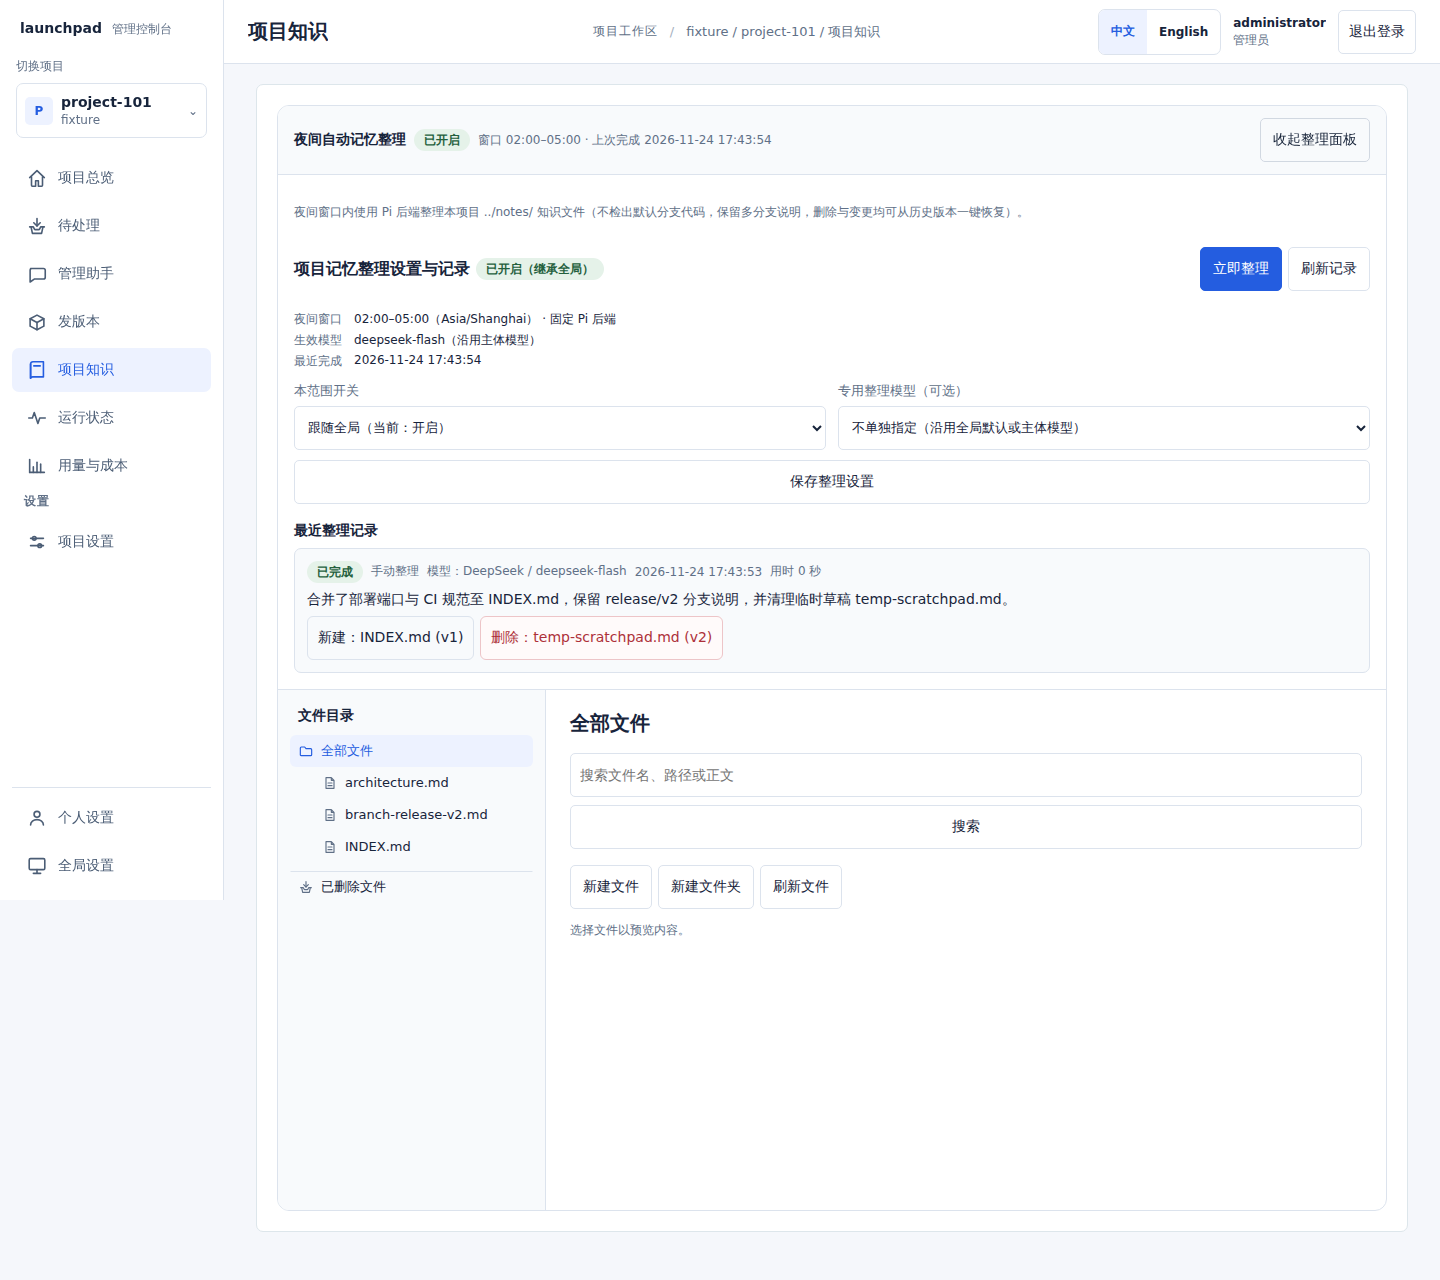 launchpad 管理控制台
切换项目
P
project-101
fixture
项目总览
待处理
管理助手
发版本
项目知识
运行状态
用量与成本
设置
项目设置
个人设置
全局设置
项目知识
项目工作区 / fixture / project-101 / 项目知识
中文 English
administrator
管理员
退出登录
夜间自动记忆整理 已开启 窗口 02:00–05:00 · 上次完成 2026-11-24 17:43:54
收起整理面板
夜间窗口内使用 Pi 后端整理本项目 ../notes/ 知识文件（不检出默认分支代码，保留多分支说明，删除与变更均可从历史版本一键恢复）。
项目记忆整理设置与记录 已开启（继承全局）
立即整理 刷新记录
夜间窗口 02:00–05:00（Asia/Shanghai） · 固定 Pi 后端
生效模型 deepseek-flash（沿用主体模型）
最近完成 2026-11-24 17:43:54
本范围开关
跟随全局（当前：开启）
专用整理模型（可选）
不单独指定（沿用全局默认或主体模型）
保存整理设置
最近整理记录
已完成 手动整理 模型：DeepSeek / deepseek-flash 2026-11-24 17:43:53 用时 0 秒
合并了部署端口与 CI 规范至 INDEX.md，保留 release/v2 分支说明，并清理临时草稿 temp-scratchpad.md。
新建：INDEX.md (v1) 删除：temp-scratchpad.md (v2)
文件目录
全部文件
architecture.md
branch-release-v2.md
INDEX.md
已删除文件
全部文件
搜索文件名、路径或正文
搜索
新建文件 新建文件夹 刷新文件
选择文件以预览内容。